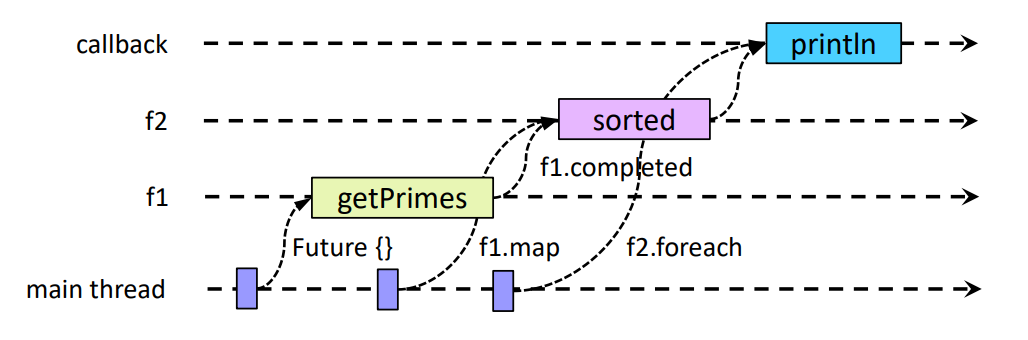 callback
println
f2
sorted
f1.completed
f1
getPrimes
Future {}
f1.map
f2.foreach
main thread